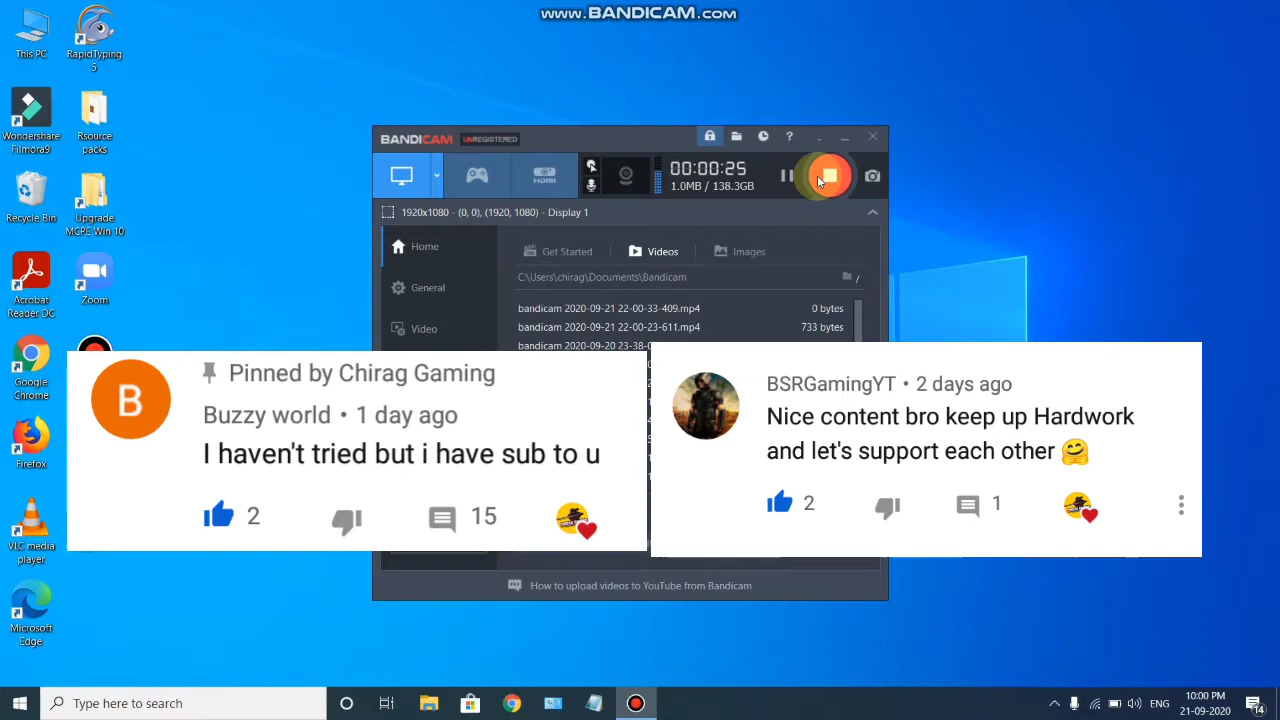 www.BANDICAM.com
This PC
RapidTyping
5
Wondershare
Filmora9
Rsource
packs
Recycle Bin
Upgrade
MCPE Win 10
Acrobat
Reader DC
Zoom
Google
Chrome
Firefox
VLC media
player
Microsoft
Edge
BANDICAM UNREGISTERED
?
HDMI
00:00:25
1.0MB / 138.3GB
1920x1080 - (0, 0), (1920, 1080) - Display 1
Home
General
Video
Get Started
Videos
Images
C:\Users\chirag\Documents\Bandicam
/
bandicam 2020-09-21 22-00-33-409.mp4 0 bytes
bandicam 2020-09-21 22-00-23-611.mp4 733 bytes
How to upload videos to YouTube from Bandicam
B
Pinned by Chirag Gaming
Buzzy world • 1 day ago
I haven't tried but i have sub to u
2
15
BSRGamingYT • 2 days ago
Nice content bro keep up Hardwork
and let's support each other 🤗
2
1
Type here to search
ENG
10:00 PM
21-09-2020
14